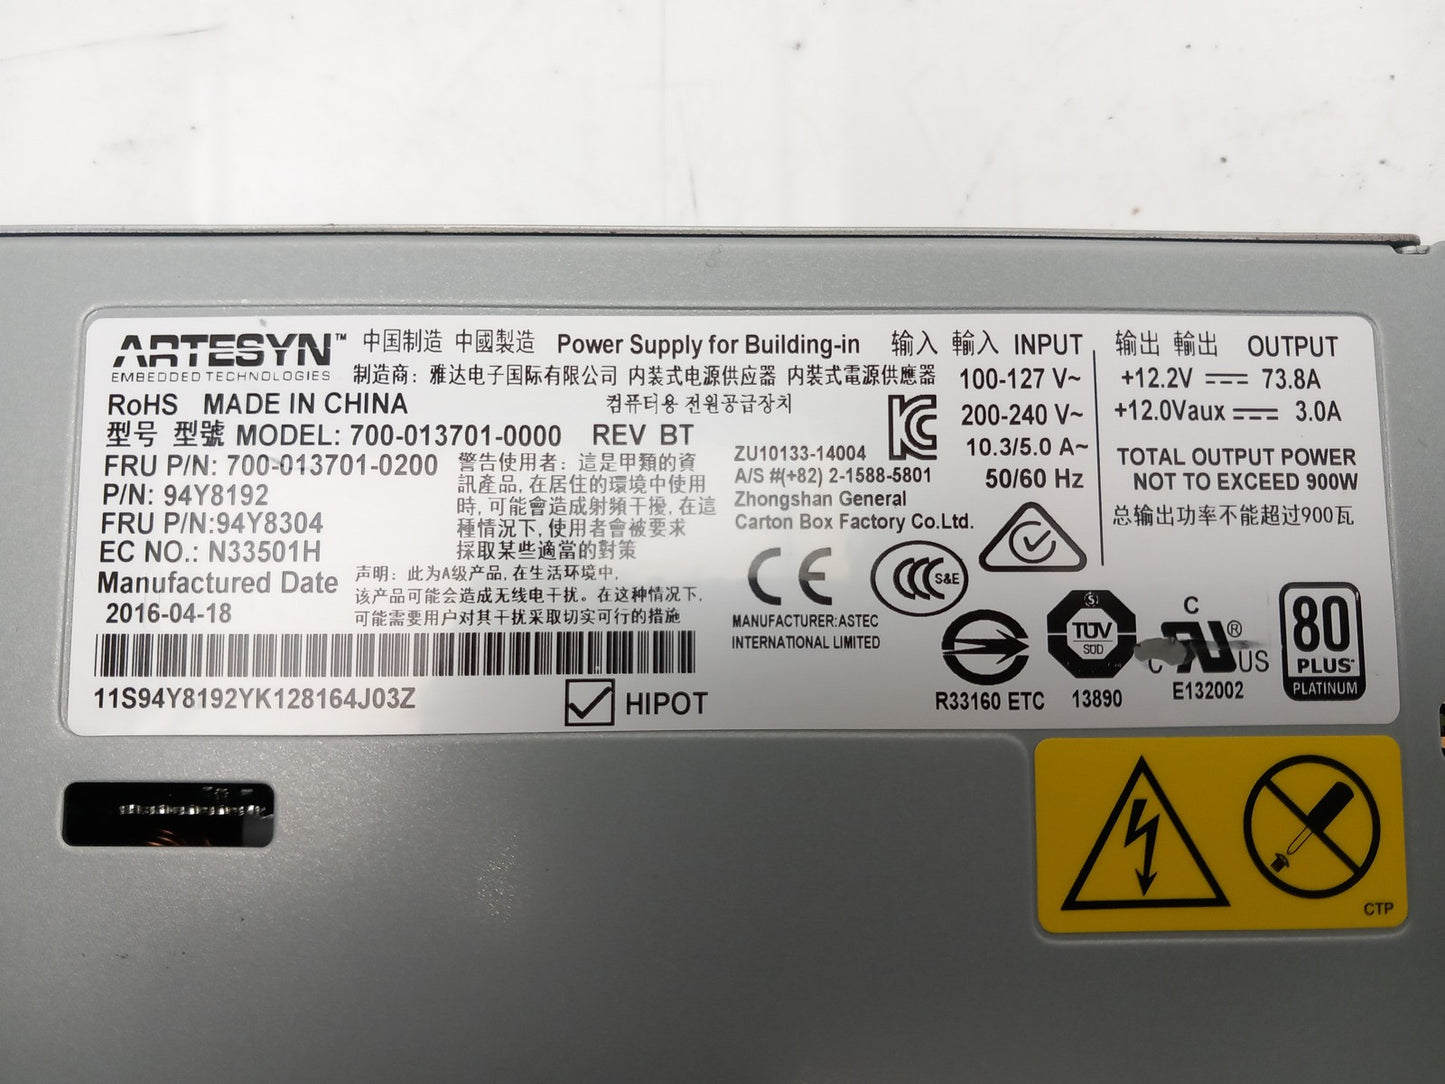 ARTESYN™ 中国制造 中國製造 Power Supply for Building-in
EMBEDDED TECHNOLOGIES 制造商: 雅达电子国际有限公司 内装式电源供应器 内裝式電源供應器
RoHS MADE IN CHINA 컴퓨터용 전원공급장치
型号 型號 MODEL: 700-013701-0000 REV BT
FRU P/N: 700-013701-0200
P/N: 94Y8192
FRU P/N:94Y8304
EC NO.: N33501H
Manufactured Date
2016-04-18
警告使用者: 這是甲類的資
訊產品, 在居住的環境中使用
時, 可能會造成射頻干擾, 在這
種情況下, 使用者會被要求
採取某些適當的對策
声明: 此为A级产品, 在生活环境中,
该产品可能会造成无线电干扰。在这种情况下,
可能需要用户对其干扰采取切实可行的措施
11S94Y8192YK128164J03Z
HIPOT
KC
ZU10133-14004
A/S #(+82) 2-1588-5801
Zhongshan General
Carton Box Factory Co.Ltd.
CE
CCC S&E
MANUFACTURER:ASTEC
INTERNATIONAL LIMITED
输入 輸入 INPUT
100-127 V~
200-240 V~
10.3/5.0 A~
50/60 Hz
输出 輸出 OUTPUT
+12.2V 73.8A
+12.0Vaux 3.0A
TOTAL OUTPUT POWER
NOT TO EXCEED 900W
总输出功率不能超过900瓦
R33160 ETC
S
TÜV
SÜD
13890
C
C US
®
E132002
80
PLUS
PLATINUM
CTP